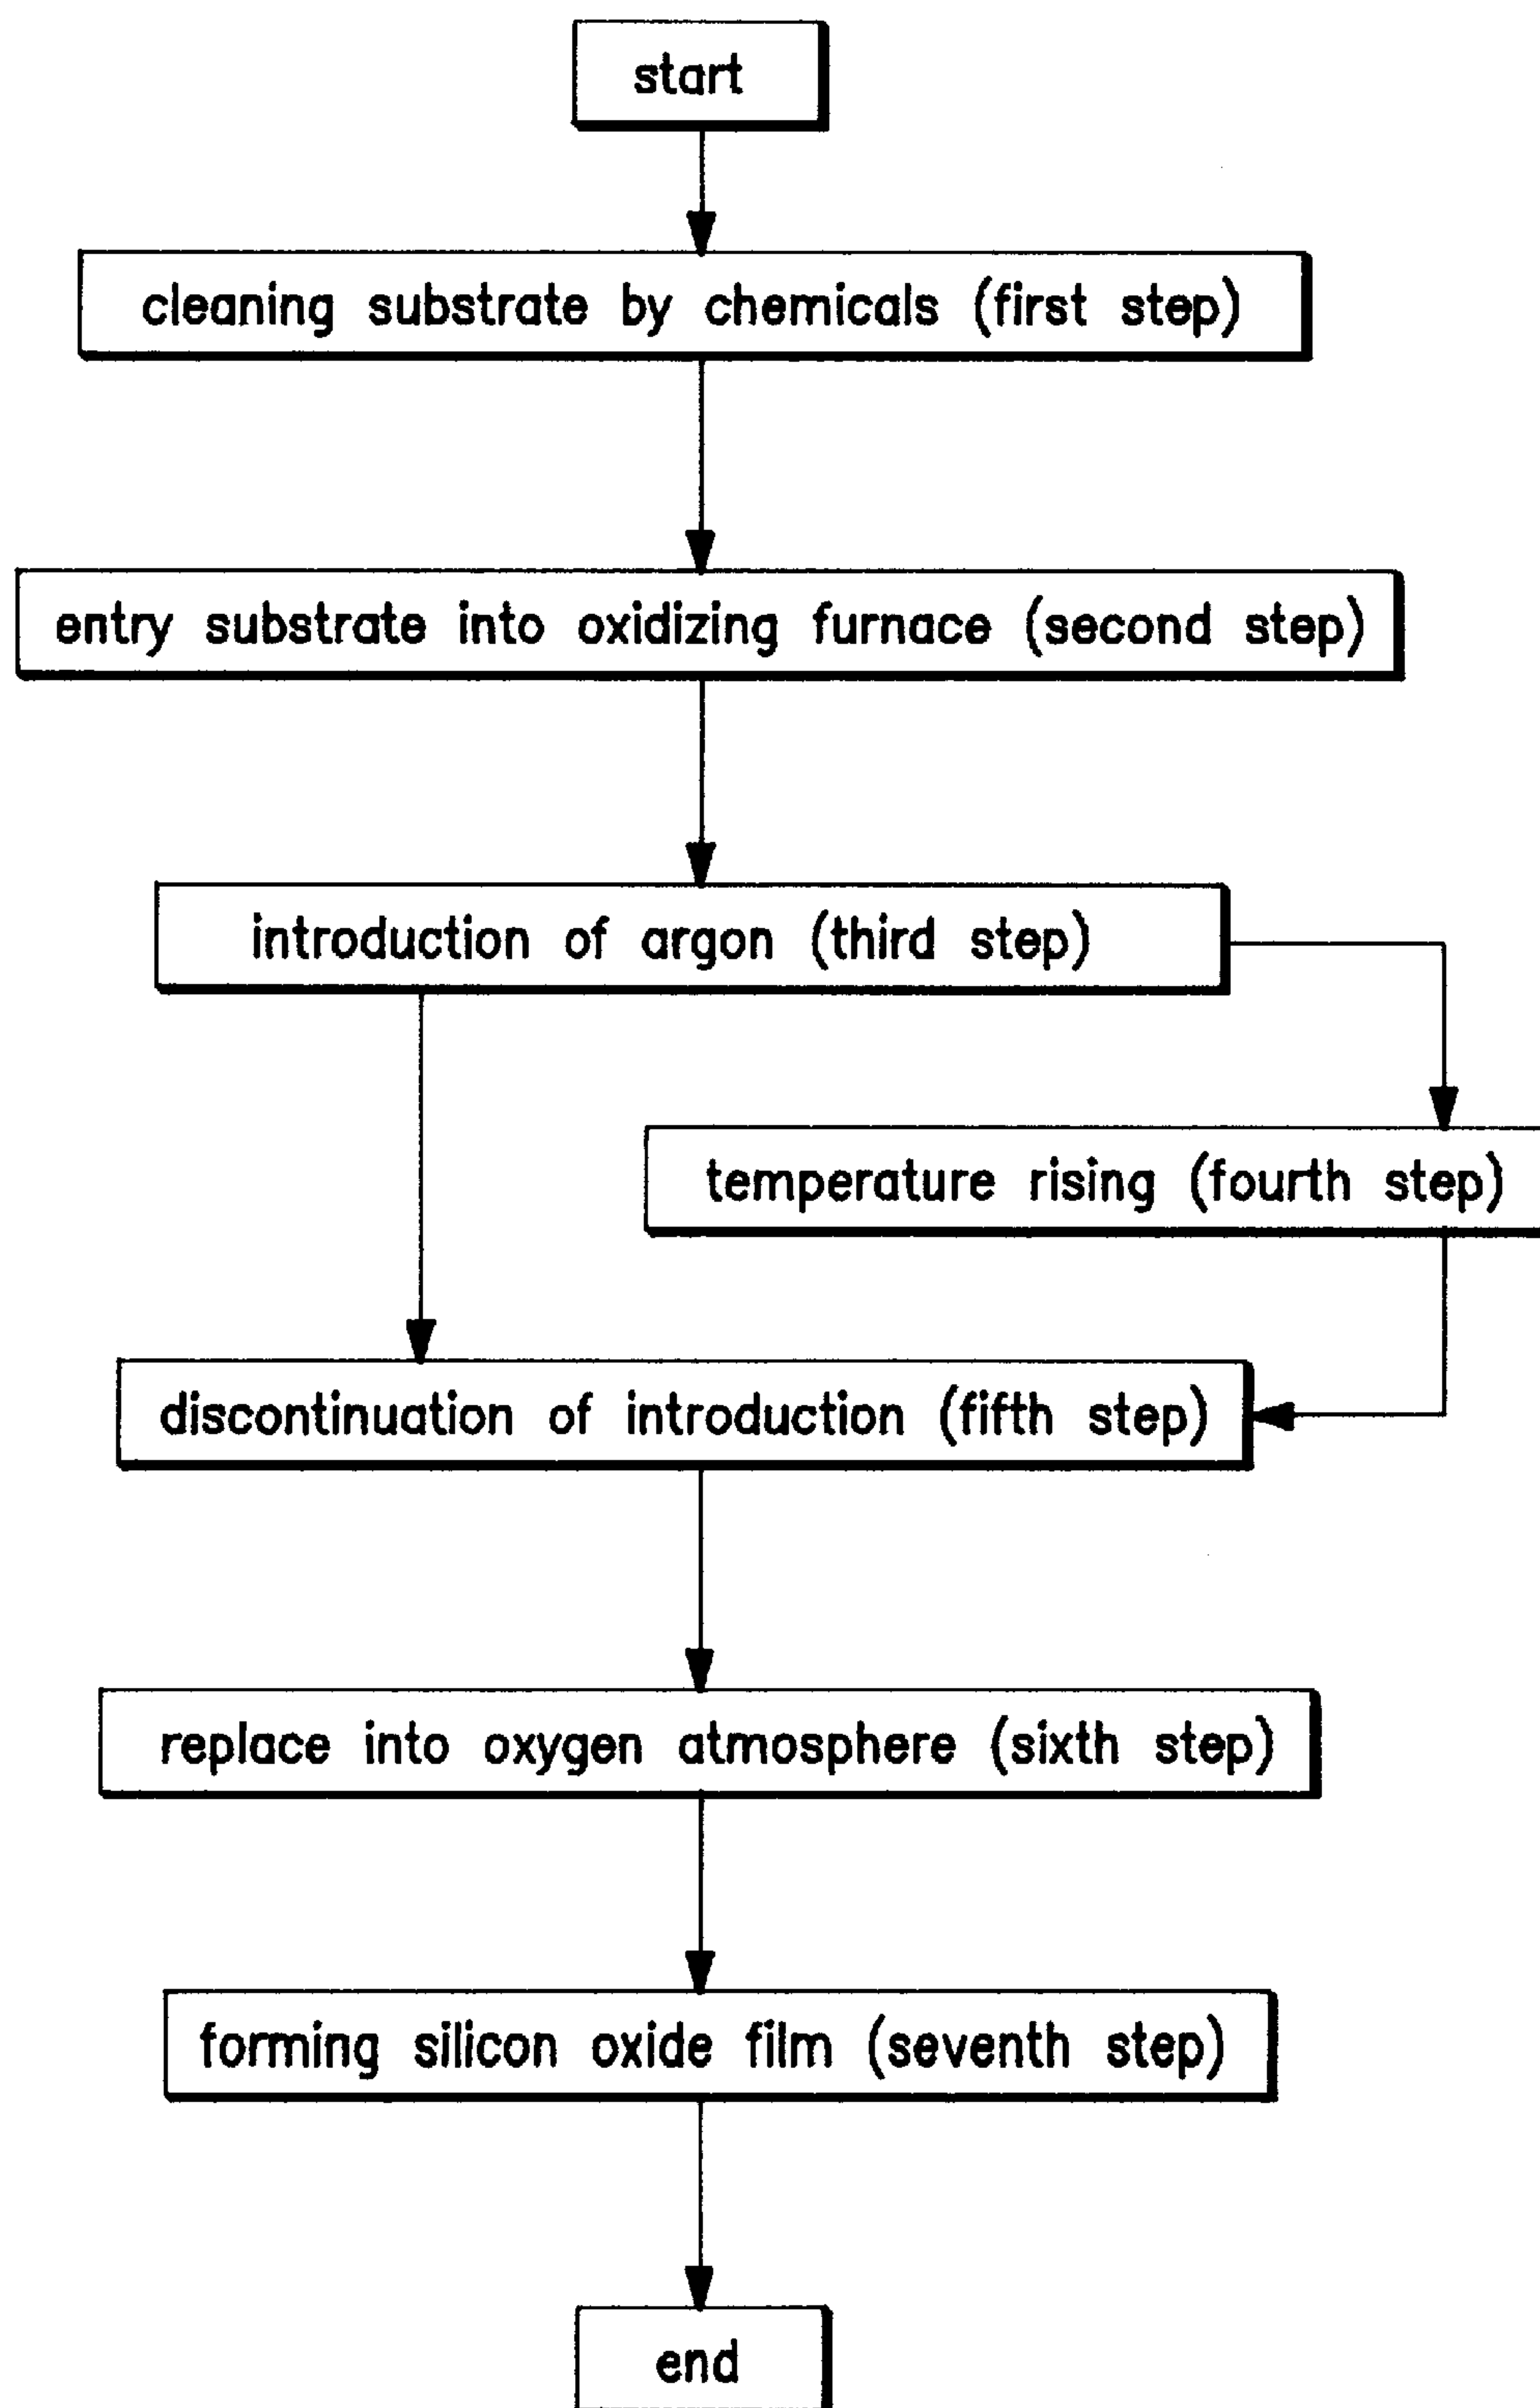 start
cleaning substrate by chemicals (first step)
entry substrate into oxidizing furnace (second step)
introduction of argon (third step)
temperature rising (fourth step)
discontinuation of introduction (fifth step)
replace into oxygen atmosphere (sixth step)
forming silicon oxide film (seventh step)
end